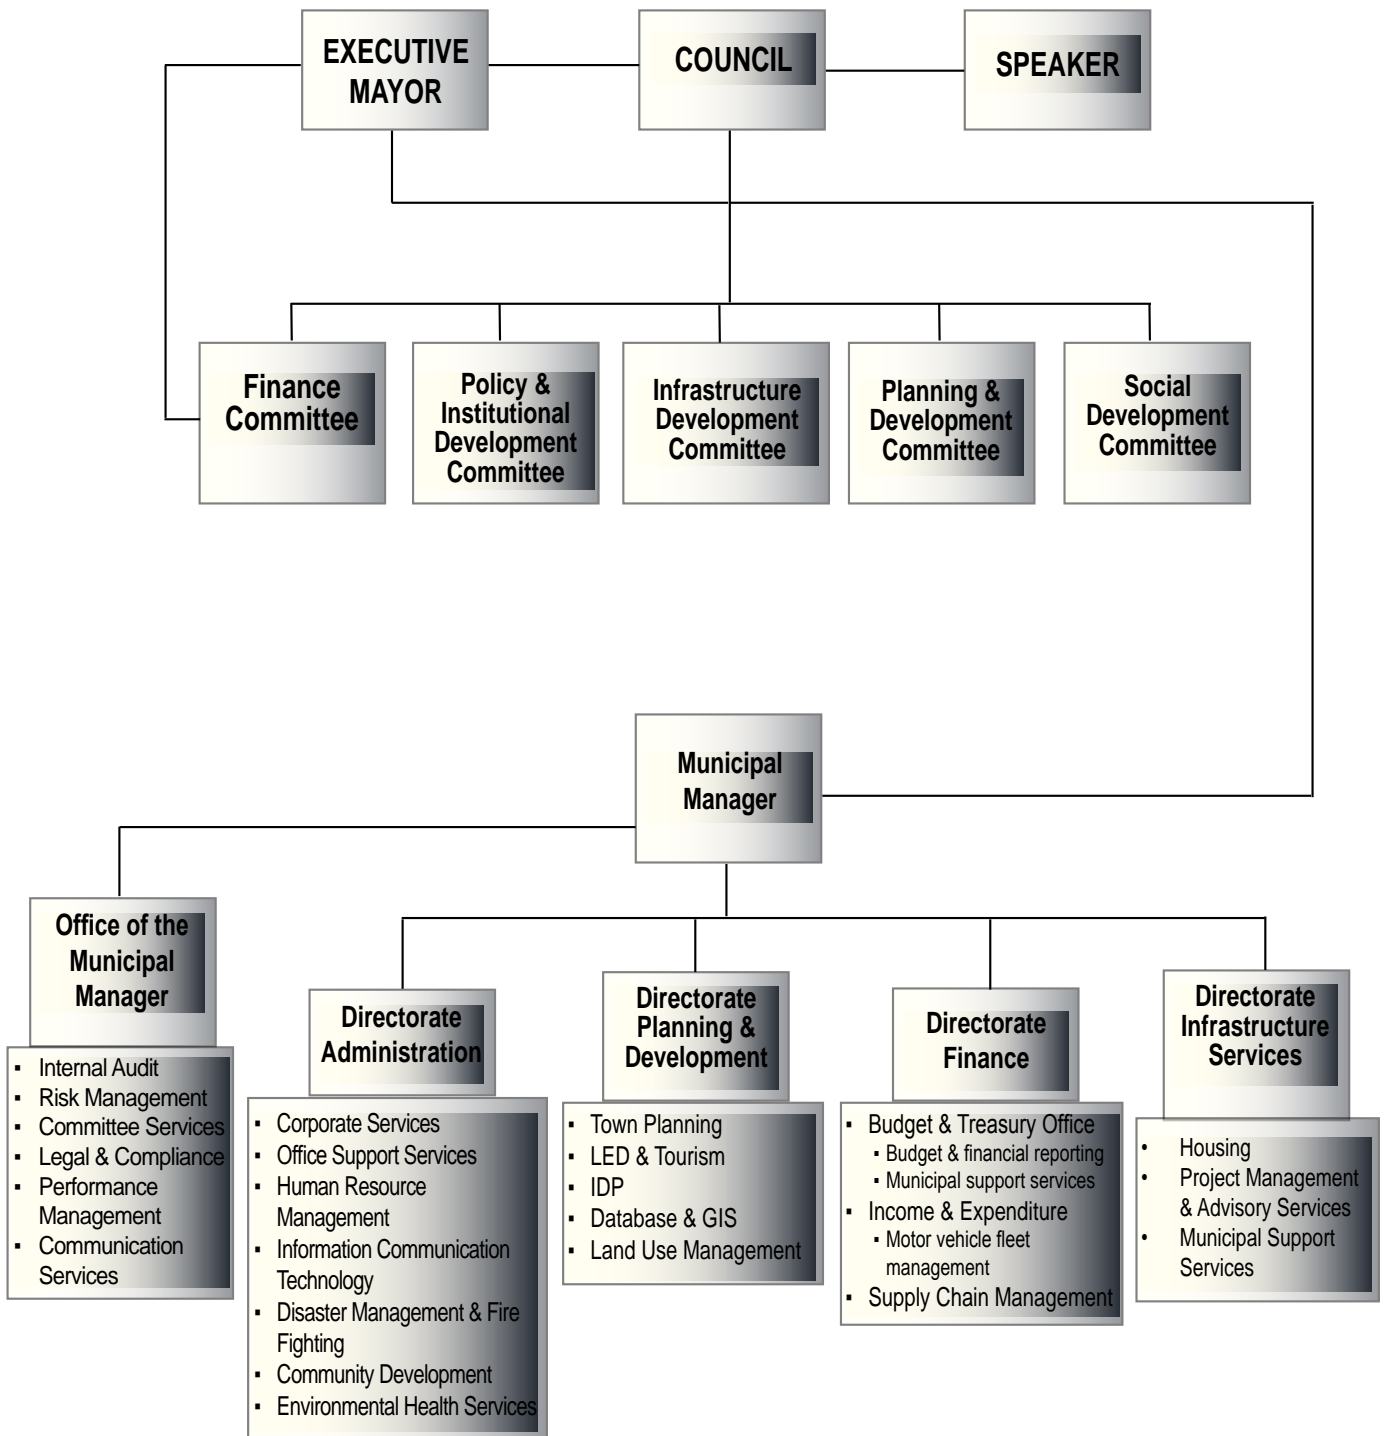 EXECUTIVE
MAYOR
COUNCIL
SPEAKER
Finance
Committee
Policy &
Institutional
Development
Committee
Infrastructure
Development
Committee
Planning &
Development
Committee
Social
Development
Committee
Municipal
Manager
Office of the
Municipal
Manager
▪ Internal Audit
▪ Risk Management
▪ Committee Services
▪ Legal & Compliance
▪ Performance
Management
▪ Communication
Services
Directorate
Administration
▪ Corporate Services
▪ Office Support Services
▪ Human Resource
Management
▪ Information Communication
Technology
▪ Disaster Management & Fire
Fighting
▪ Community Development
▪ Environmental Health Services
Directorate
Planning &
Development
▪ Town Planning
▪ LED & Tourism
▪ IDP
▪ Database & GIS
▪ Land Use Management
Directorate
Finance
▪ Budget & Treasury Office
▪ Budget & financial reporting
▪ Municipal support services
▪ Income & Expenditure
▪ Motor vehicle fleet
management
▪ Supply Chain Management
Directorate
Infrastructure
Services
• Housing
• Project Management
& Advisory Services
• Municipal Support
Services